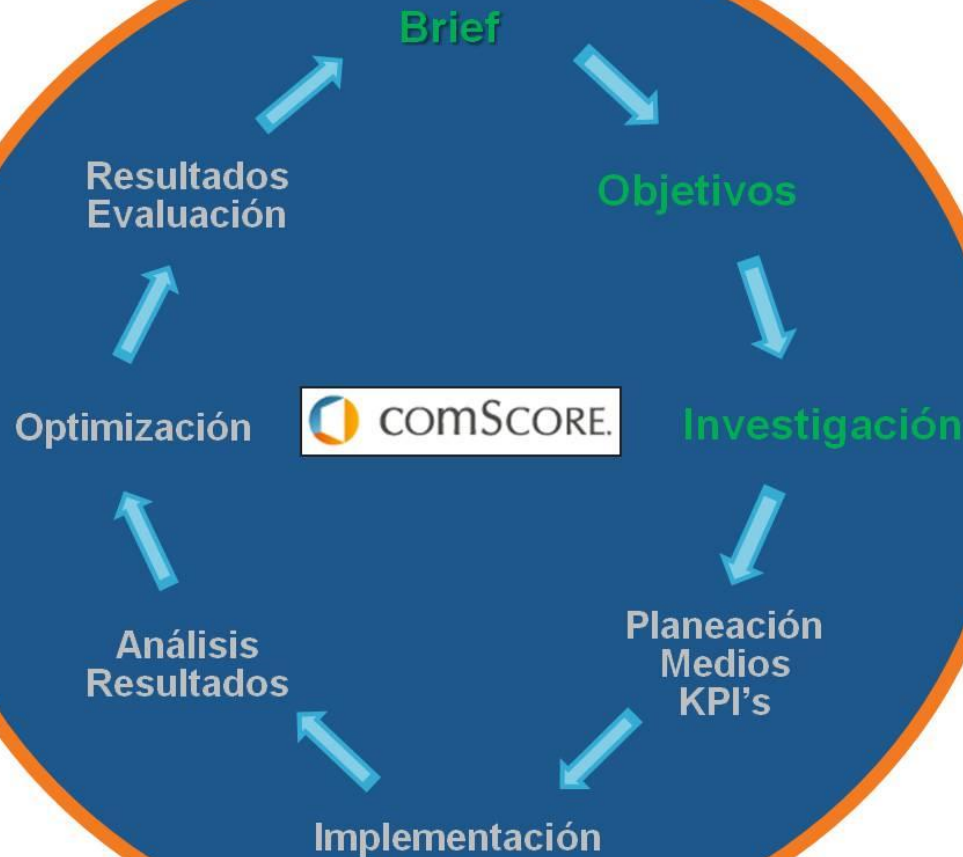 Brief
Objetivos
Investigación
Planeación
Medios
KPI's
Implementación
Análisis
Resultados
Optimización
Resultados
Evaluación
comScore.